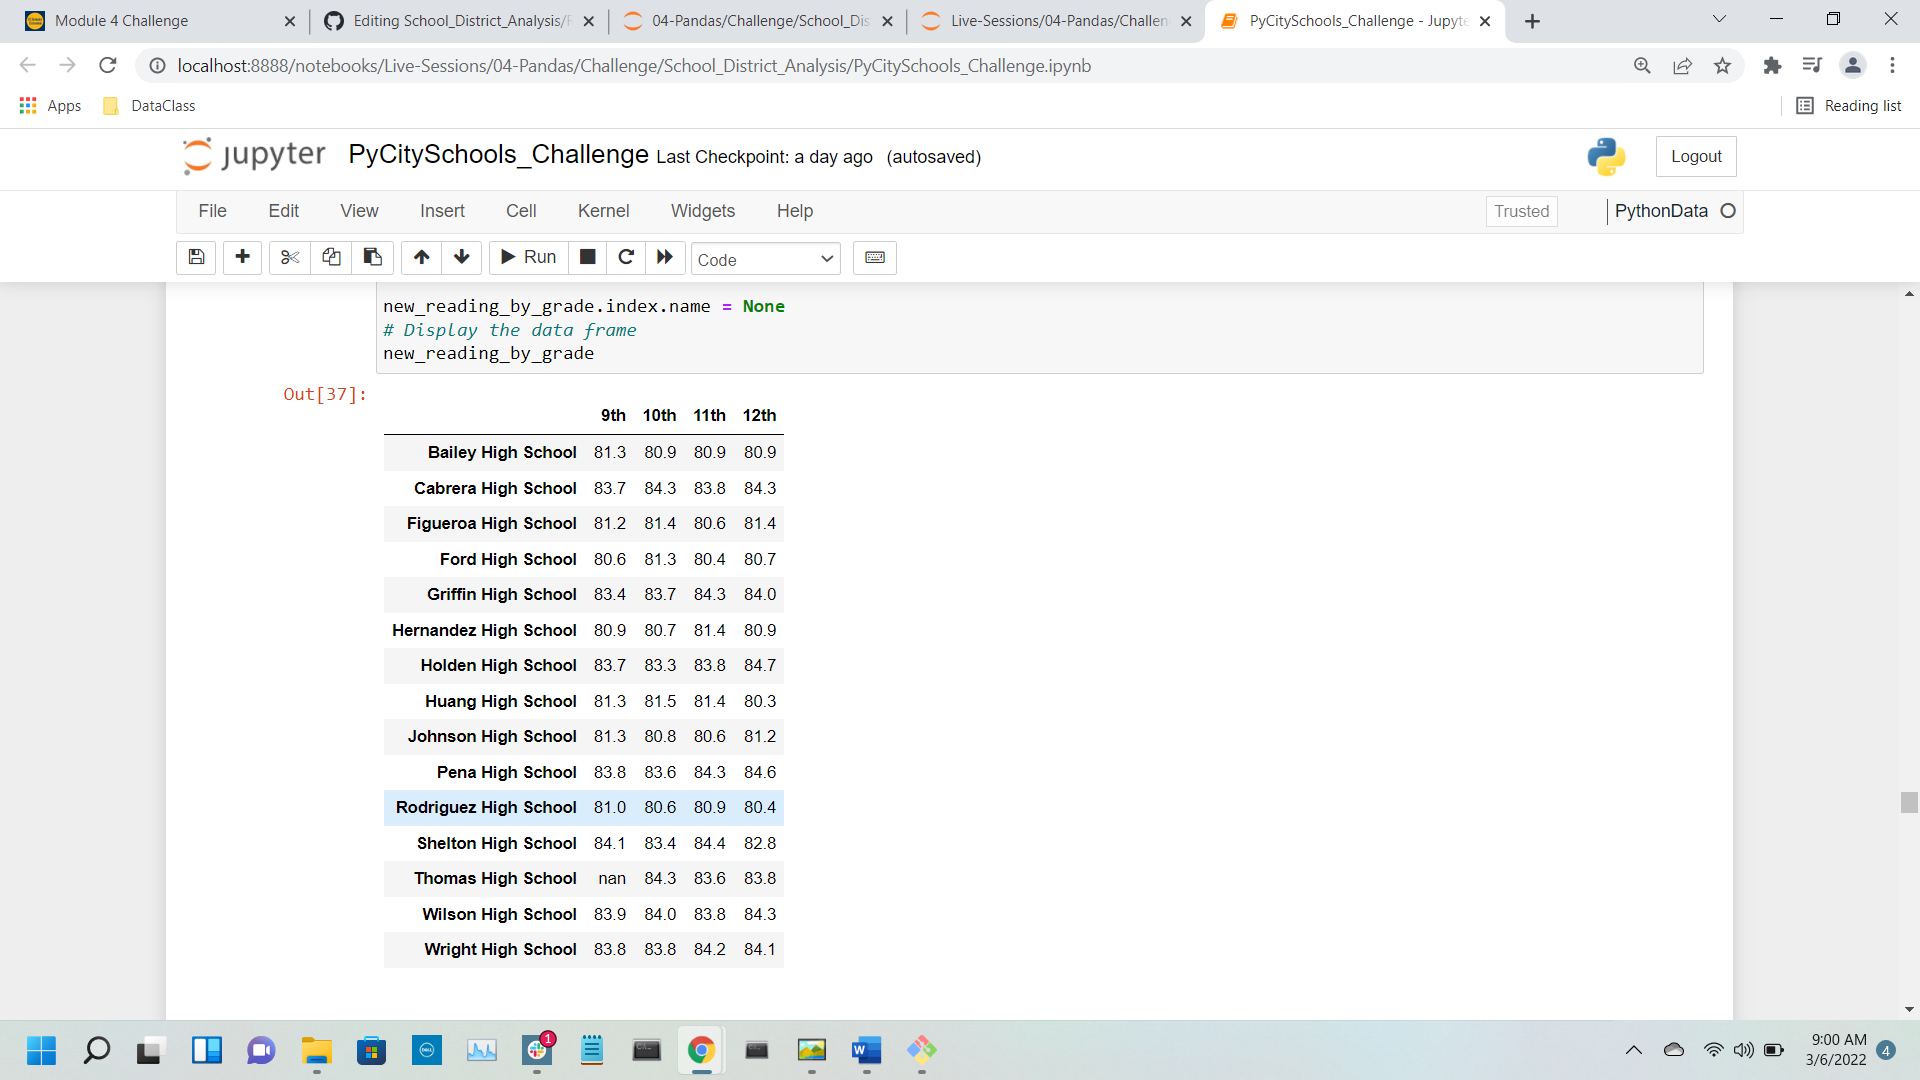 Module 4 Challenge
Editing School_District_Analysis/
04-Pandas/Challenge/School_Dis
Live-Sessions/04-Pandas/Challen
PyCitySchools_Challenge - Jupyte
localhost:8888/notebooks/Live-Sessions/04-Pandas/Challenge/School_District_Analysis/PyCitySchools_Challenge.ipynb
Apps DataClass Reading list
jupyter PyCitySchools_Challenge Last Checkpoint: a day ago (autosaved) Logout
File Edit View Insert Cell Kernel Widgets Help Trusted PythonData
Run Code
new_reading_by_grade.index.name = None
# Display the data frame
new_reading_by_grade
Out[37]:
9th 10th 11th 12th
Bailey High School 81.3 80.9 80.9 80.9
Cabrera High School 83.7 84.3 83.8 84.3
Figueroa High School 81.2 81.4 80.6 81.4
Ford High School 80.6 81.3 80.4 80.7
Griffin High School 83.4 83.7 84.3 84.0
Hernandez High School 80.9 80.7 81.4 80.9
Holden High School 83.7 83.3 83.8 84.7
Huang High School 81.3 81.5 81.4 80.3
Johnson High School 81.3 80.8 80.6 81.2
Pena High School 83.8 83.6 84.3 84.6
Rodriguez High School 81.0 80.6 80.9 80.4
Shelton High School 84.1 83.4 84.4 82.8
Thomas High School nan 84.3 83.6 83.8
Wilson High School 83.9 84.0 83.8 84.3
Wright High School 83.8 83.8 84.2 84.1
1
9:00 AM
3/6/2022
4